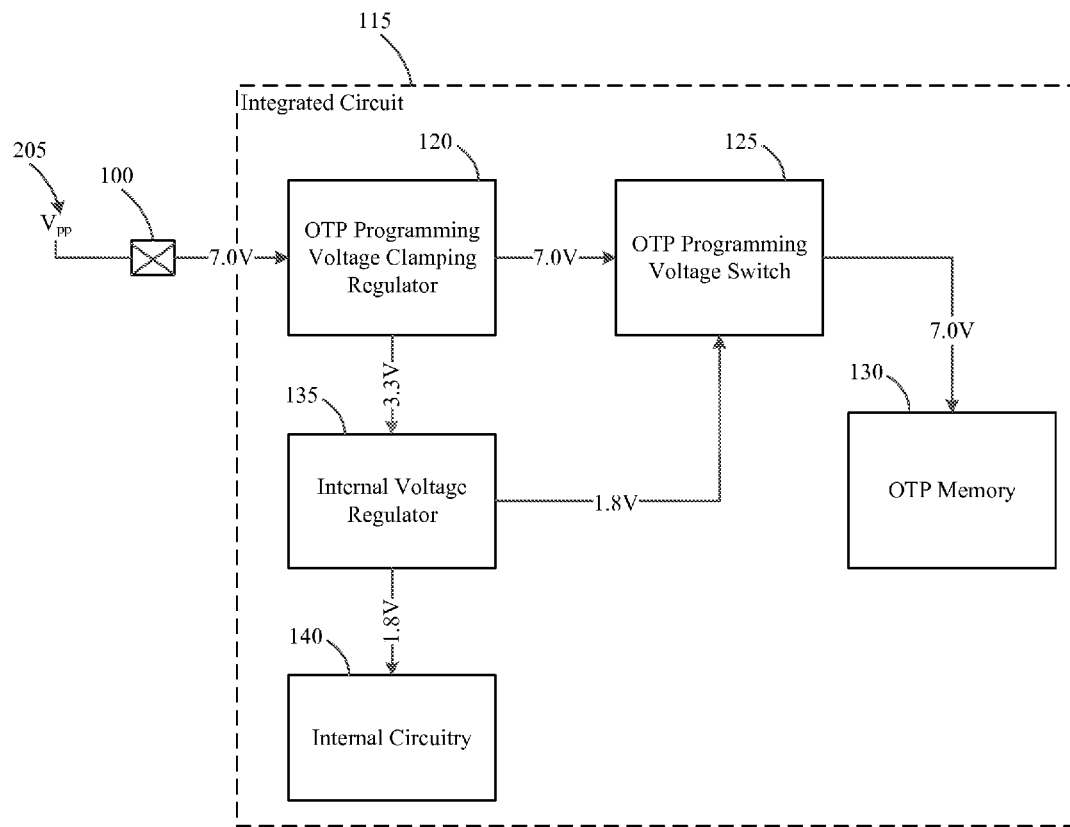 115
Integrated Circuit
205
100
120
125
Vpp
7.0V
OTP Programming
Voltage Clamping
Regulator
7.0V
OTP Programming
Voltage Switch
7.0V
3.3V
135
130
Internal Voltage
Regulator
1.8V
OTP Memory
1.8V
140
Internal Circuitry